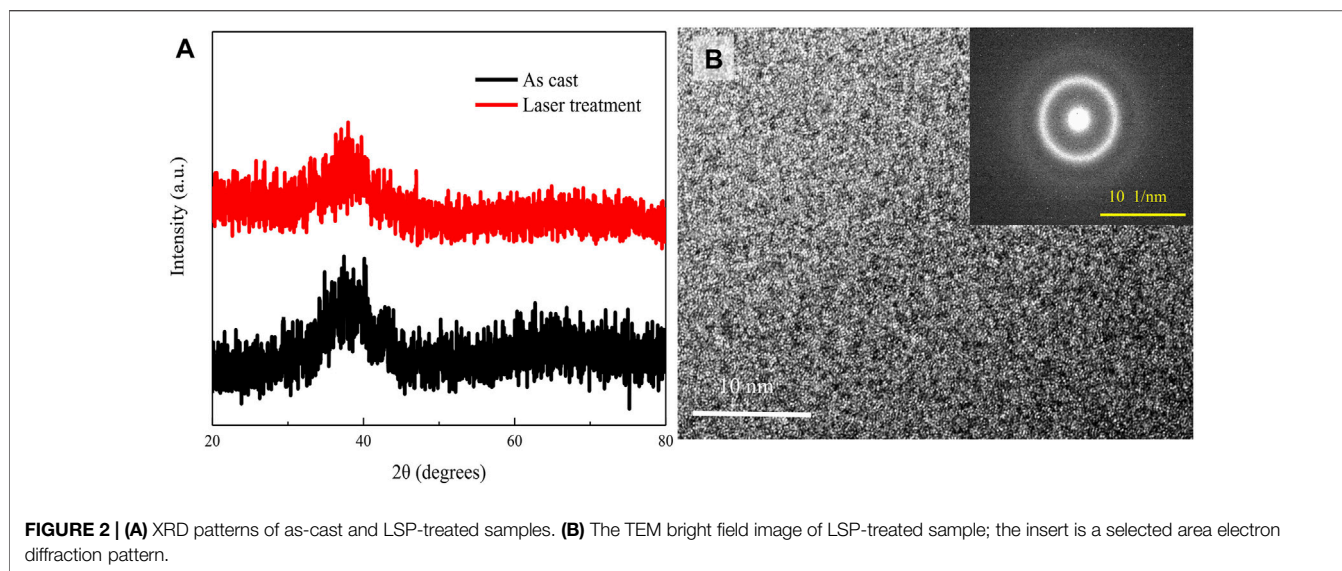 A
As cast
Laser treatment
Intensity (a.u.)
20
40
60
80
2θ (degrees)
B
10 1/nm
10 nm
FIGURE 2 | (A) XRD patterns of as-cast and LSP-treated samples. (B) The TEM bright field image of LSP-treated sample; the insert is a selected area electron
diffraction pattern.